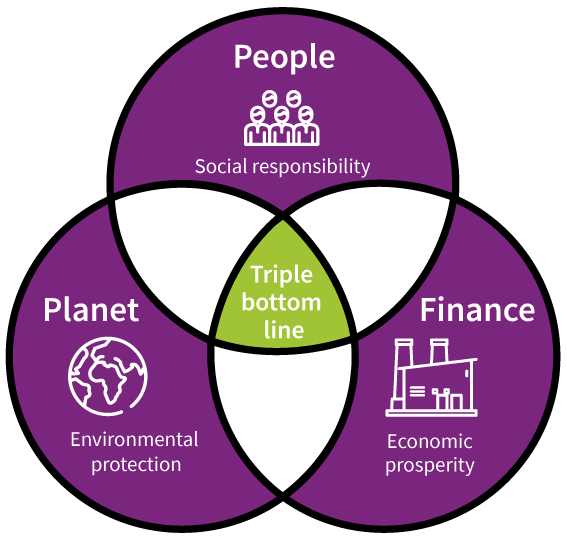 People
Social responsibility
Triple
bottom
line
Planet
Environmental
protection
Finance
Economic
prosperity